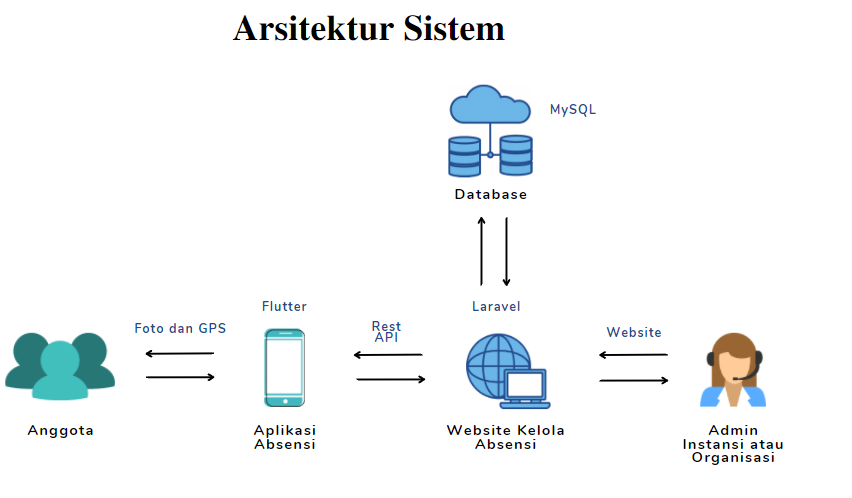 Arsitektur Sistem
MySQL
Database
Flutter
Laravel
Foto dan GPS
Rest
API
Website
Anggota
Aplikasi
Absensi
Website Kelola
Absensi
Admin
Instansi atau
Organisasi